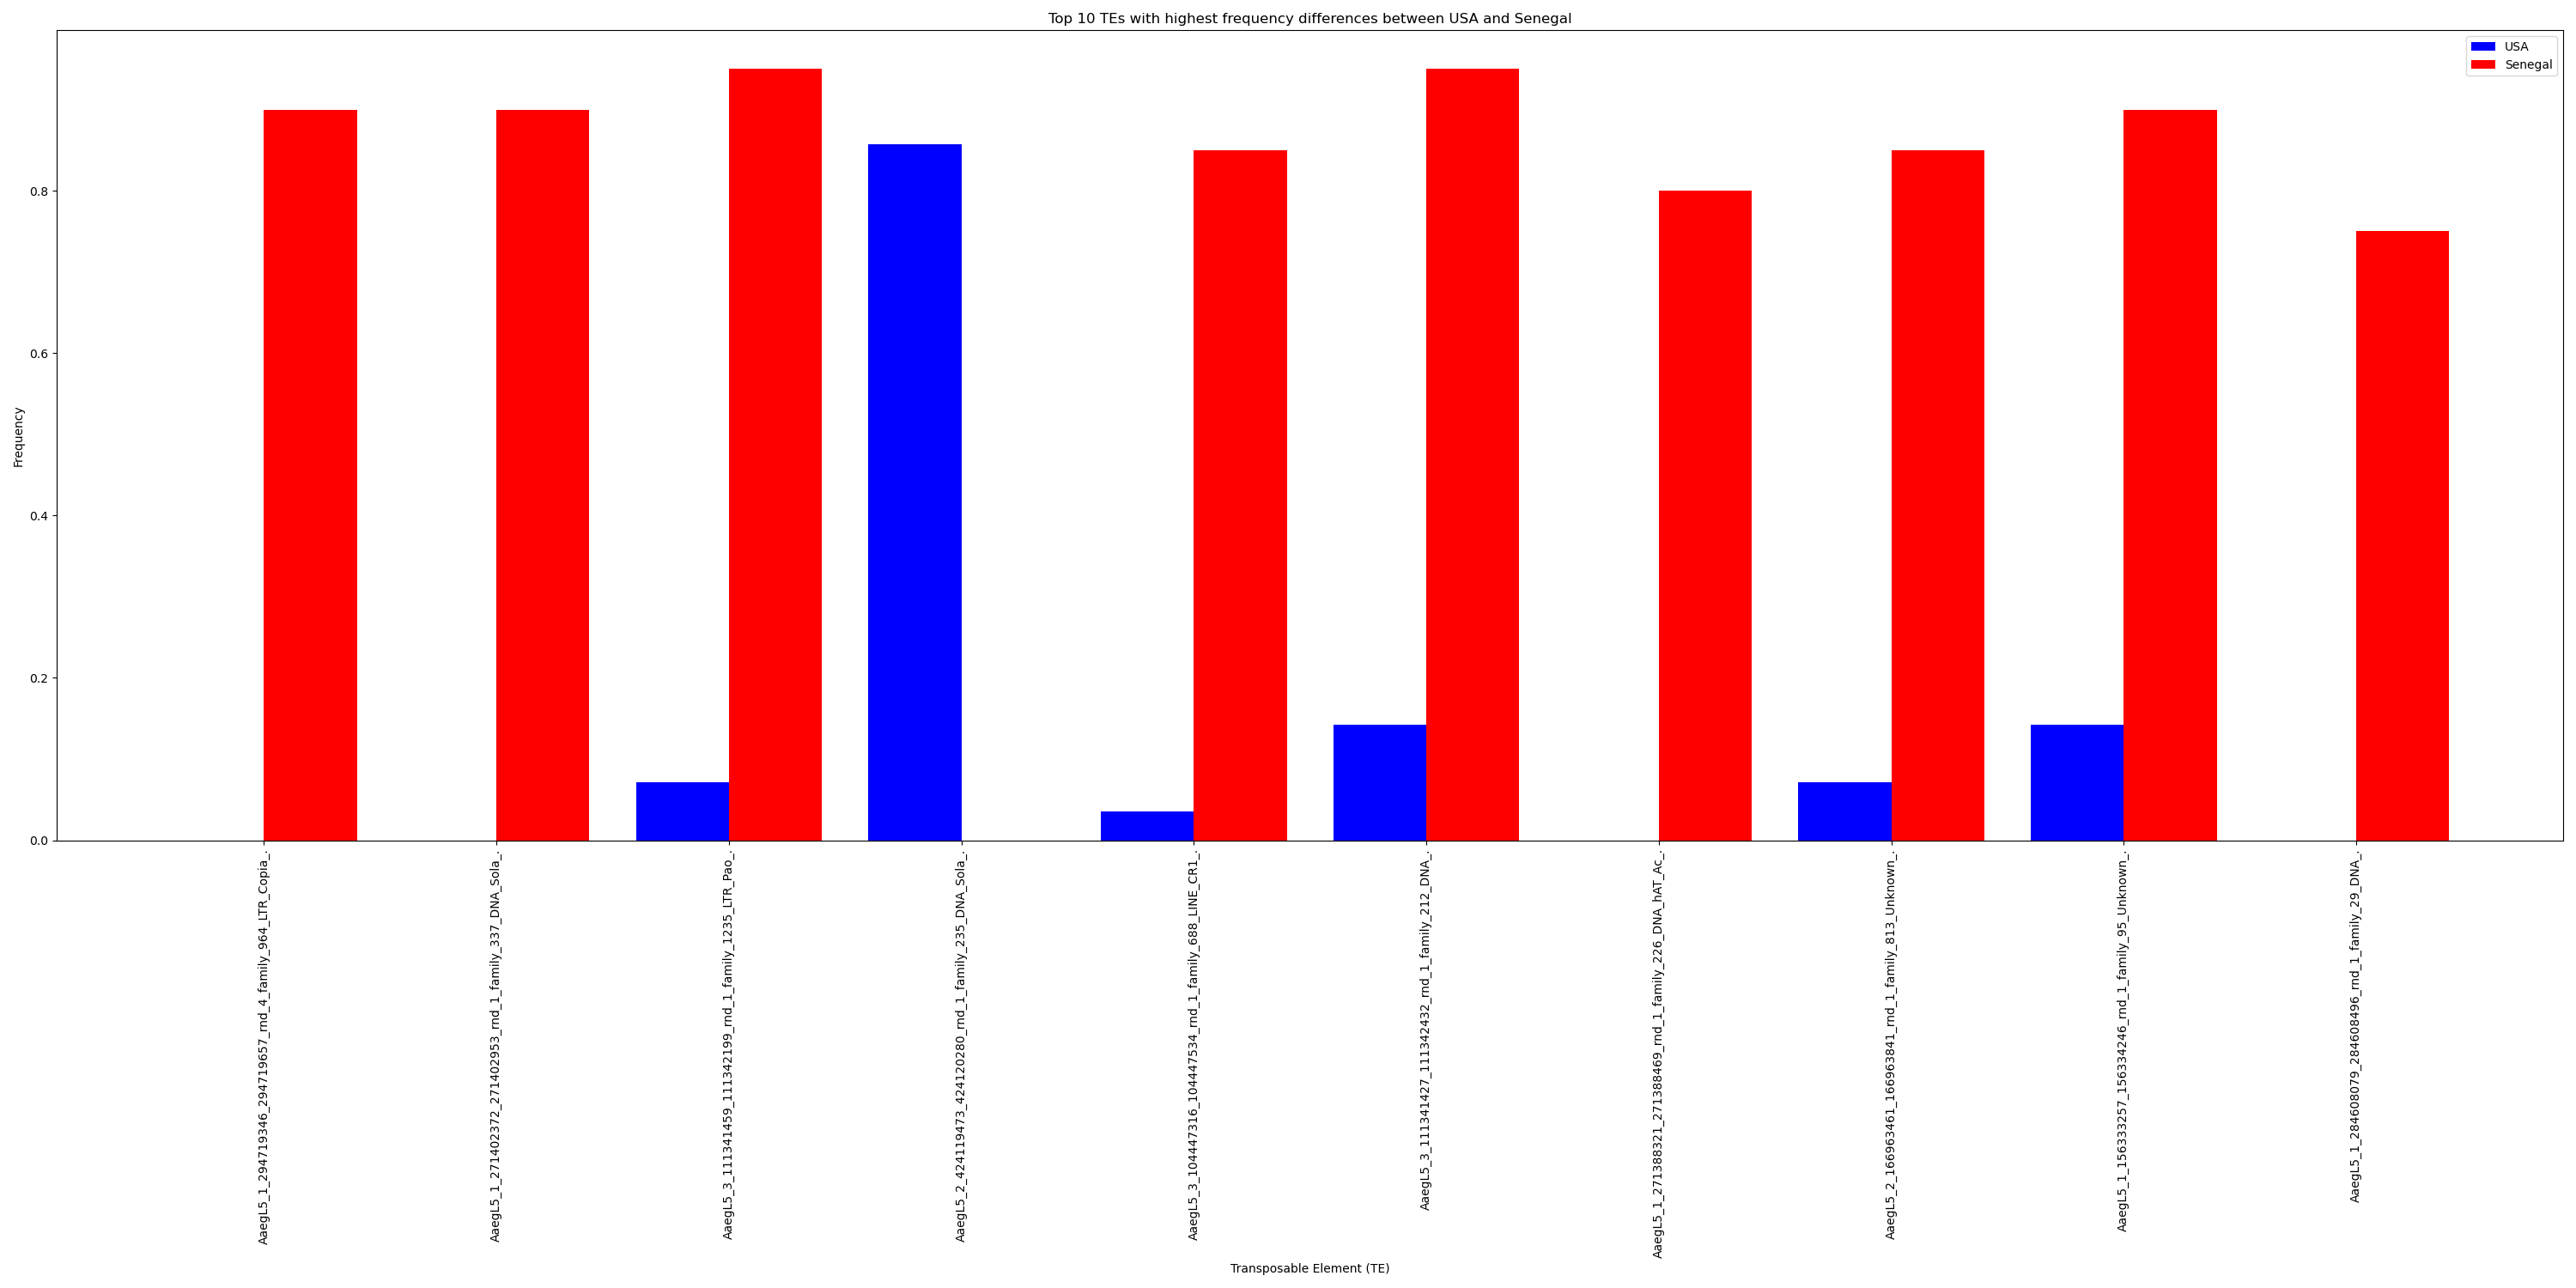 Top 10 TEs with highest frequency differences between USA and Senegal
USA
Senegal
Frequency
0.8
0.6
0.4
0.2
0.0
AaegL5_1_294719346_294719657_rnd_4_family_964_LTR_Copia_.
AaegL5_1_271402372_271402953_rnd_1_family_337_DNA_Sola_.
AaegL5_3_111341459_111342199_rnd_1_family_1235_LTR_Pao_.
AaegL5_2_424119473_424120280_rnd_1_family_235_DNA_Sola_.
AaegL5_3_104447316_104447534_rnd_1_family_688_LINE_CR1_.
AaegL5_3_111341427_111342432_rnd_1_family_212_DNA_.
AaegL5_1_271388321_271388469_rnd_1_family_226_DNA_hAT_Ac_.
AaegL5_2_166963461_166963841_rnd_1_family_813_Unknown_.
AaegL5_1_156333257_156334246_rnd_1_family_95_Unknown_.
AaegL5_1_284608079_284608496_rnd_1_family_29_DNA_.
Transposable Element (TE)